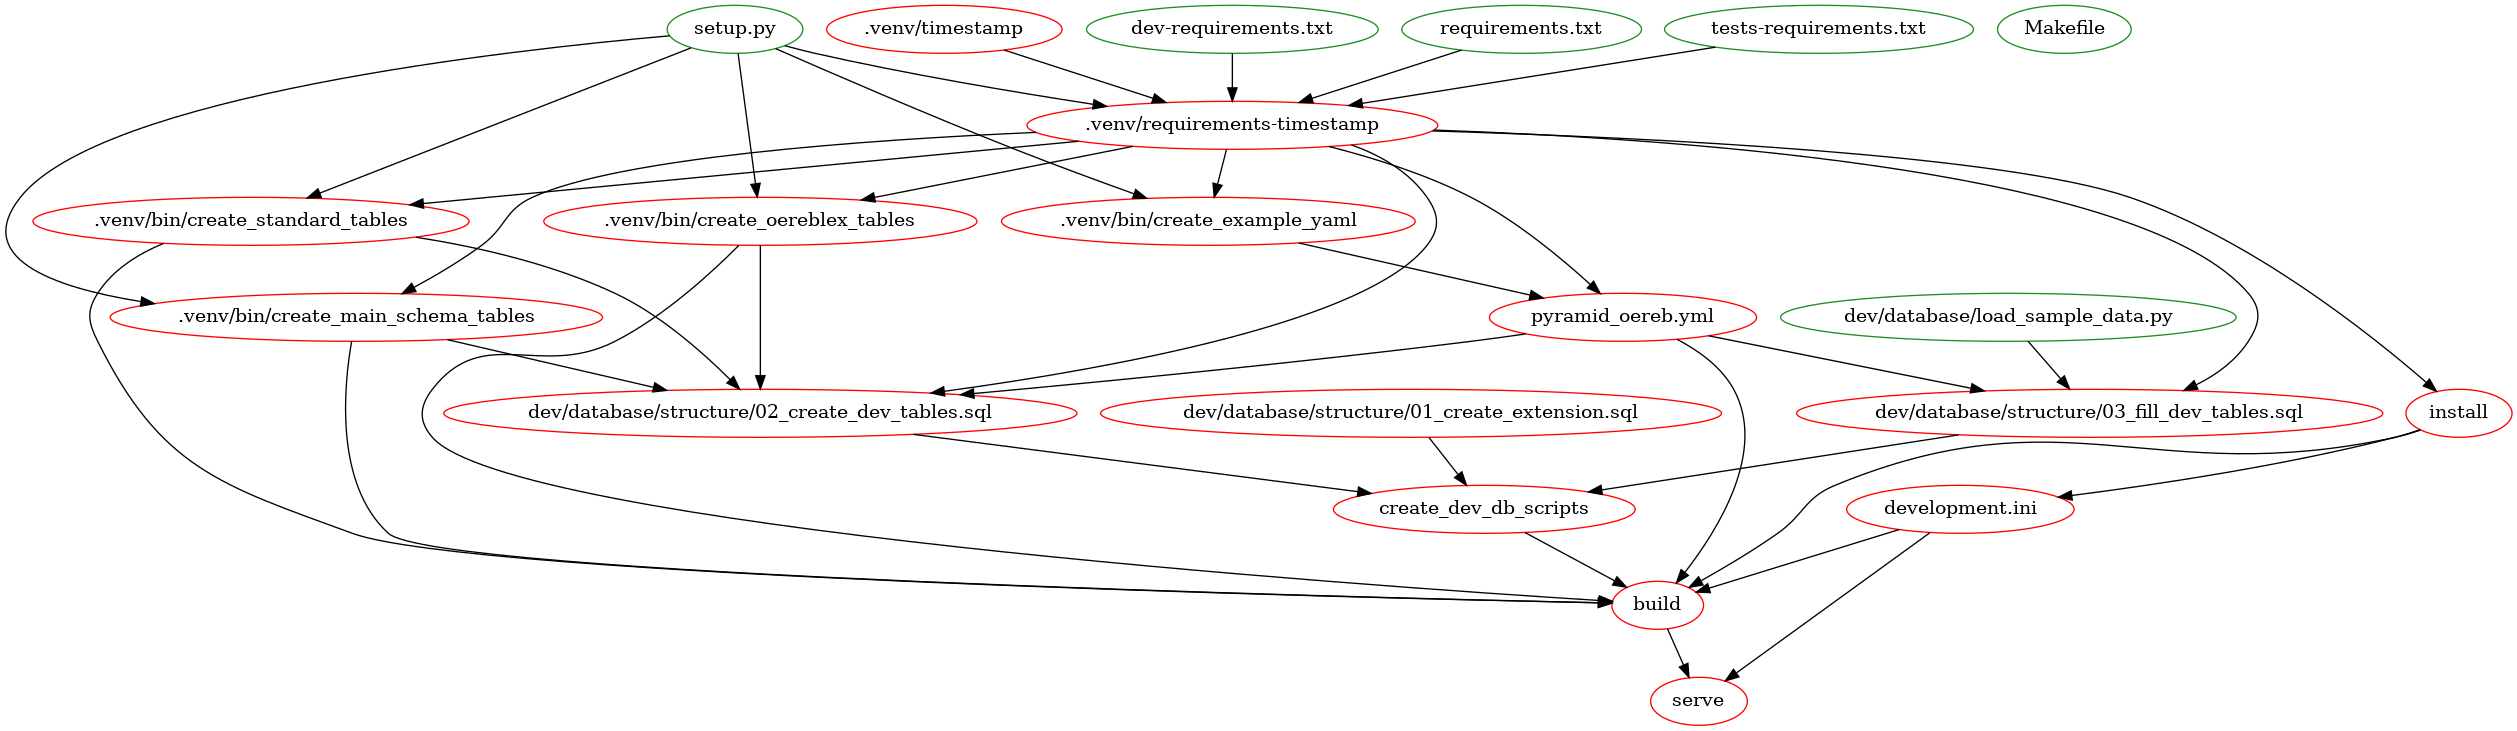 setup.py
.venv/timestamp
dev-requirements.txt
requirements.txt
tests-requirements.txt
Makefile
.venv/requirements-timestamp
.venv/bin/create_standard_tables
.venv/bin/create_oereblex_tables
.venv/bin/create_example_yaml
.venv/bin/create_main_schema_tables
pyramid_oereb.yml
dev/database/load_sample_data.py
dev/database/structure/02_create_dev_tables.sql
dev/database/structure/01_create_extension.sql
dev/database/structure/03_fill_dev_tables.sql
install
create_dev_db_scripts
development.ini
build
serve